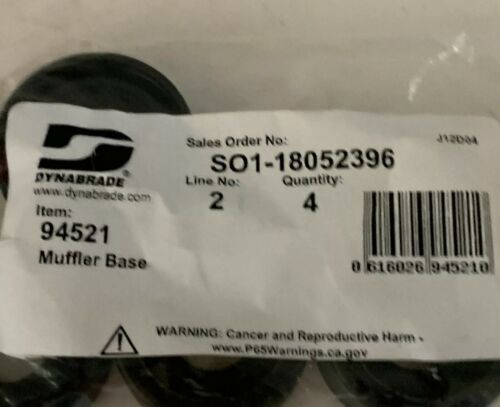 Sales Order No:
J12D04
SO1-18052396
DYNABRADE®
www.dynabrade.com
Line No:
Quantity:
2
4
Item:
94521
Muffler Base
0 616026 945210
WARNING: Cancer and Reproductive Harm -
www.P65Warnings.ca.gov